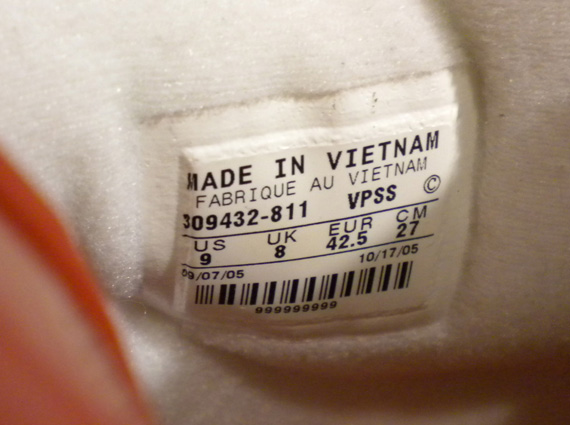 MADE IN VIETNAM
FABRIQUE AU VIETNAM
309432-811 VPSS ©
US UK EUR CM
9 8 42.5 27
09/07/05 10/17/05
999999999